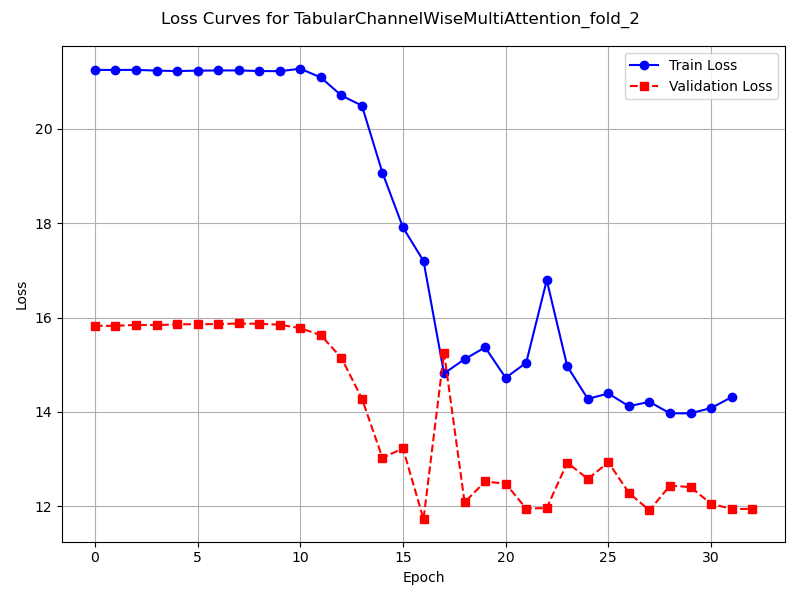 Loss Curves for TabularChannelWiseMultiAttention_fold_2
Train Loss
Validation Loss
20
18
16
14
12
Loss
0 5 10 15 20 25 30
Epoch